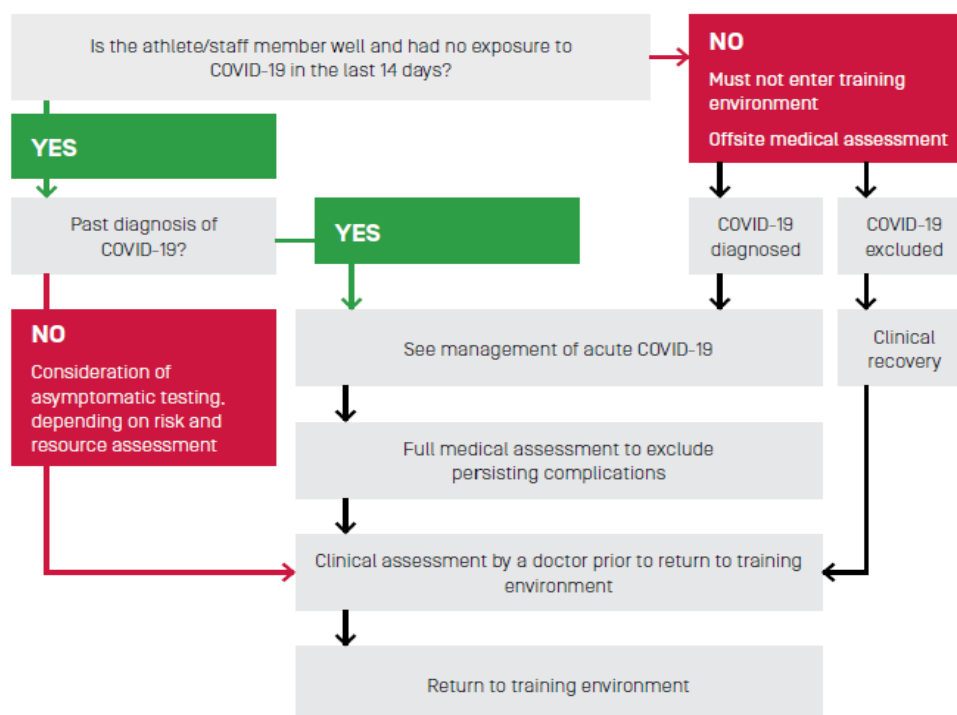 Is the athlete/staff member well and had no exposure to
COVID-19 in the last 14 days?
NO
Must not enter training
environment
Offsite medical assessment
YES
Past diagnosis of
COVID-19?
YES
COVID-19
diagnosed
COVID-19
excluded
NO
Consideration of
asymptomatic testing,
depending on risk and
resource assessment
See management of acute COVID-19
Clinical
recovery
Full medical assessment to exclude
persisting complications
Clinical assessment by a doctor prior to return to training
environment
Return to training environment